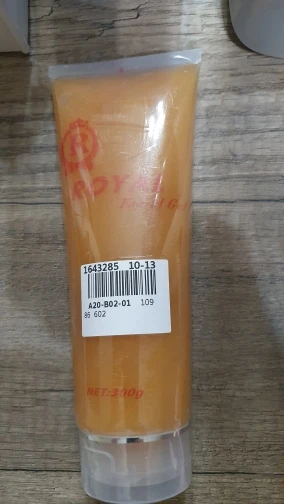 R
ROYAL
1643285 10-13
A20-B02-01 109
86 602
NET:300g